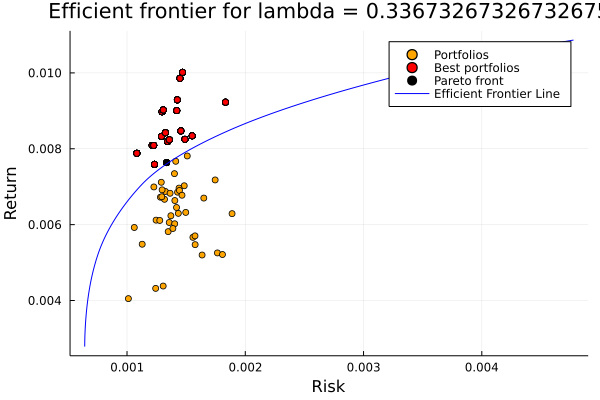 Efficient frontier for lambda = 0.3367326732673267
Portfolios
Best portfolios
Pareto front
Efficient Frontier Line
0.010
0.008
0.006
0.004
Return
0.001
0.002
0.003
0.004
Risk